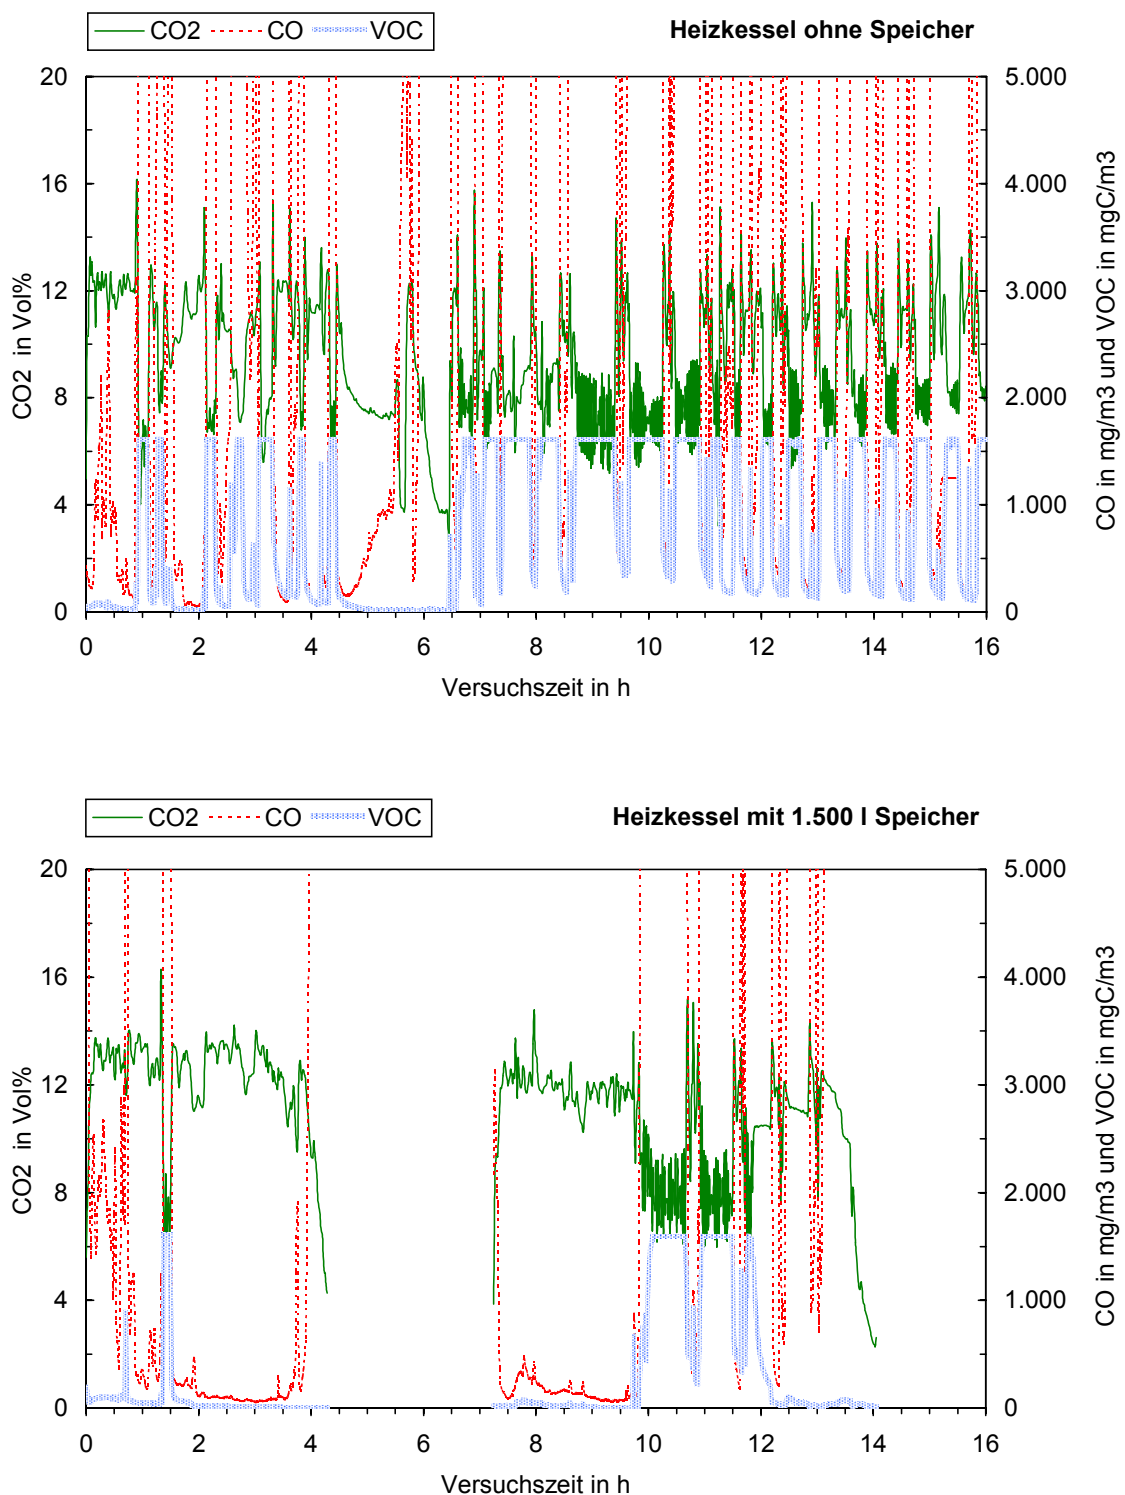 CO2 CO VOC
Heizkessel ohne Speicher
20
16
12
8
4
0
CO2 in Vol%
5.000
4.000
3.000
2.000
1.000
0
CO in mg/m3 und VOC in mgC/m3
0 2 4 6 8 10 12 14 16
Versuchszeit in h
CO2 CO VOC
Heizkessel mit 1.500 l Speicher
20
16
12
8
4
0
CO2 in Vol%
5.000
4.000
3.000
2.000
1.000
0
CO in mg/m3 und VOC in mgC/m3
0 2 4 6 8 10 12 14 16
Versuchszeit in h